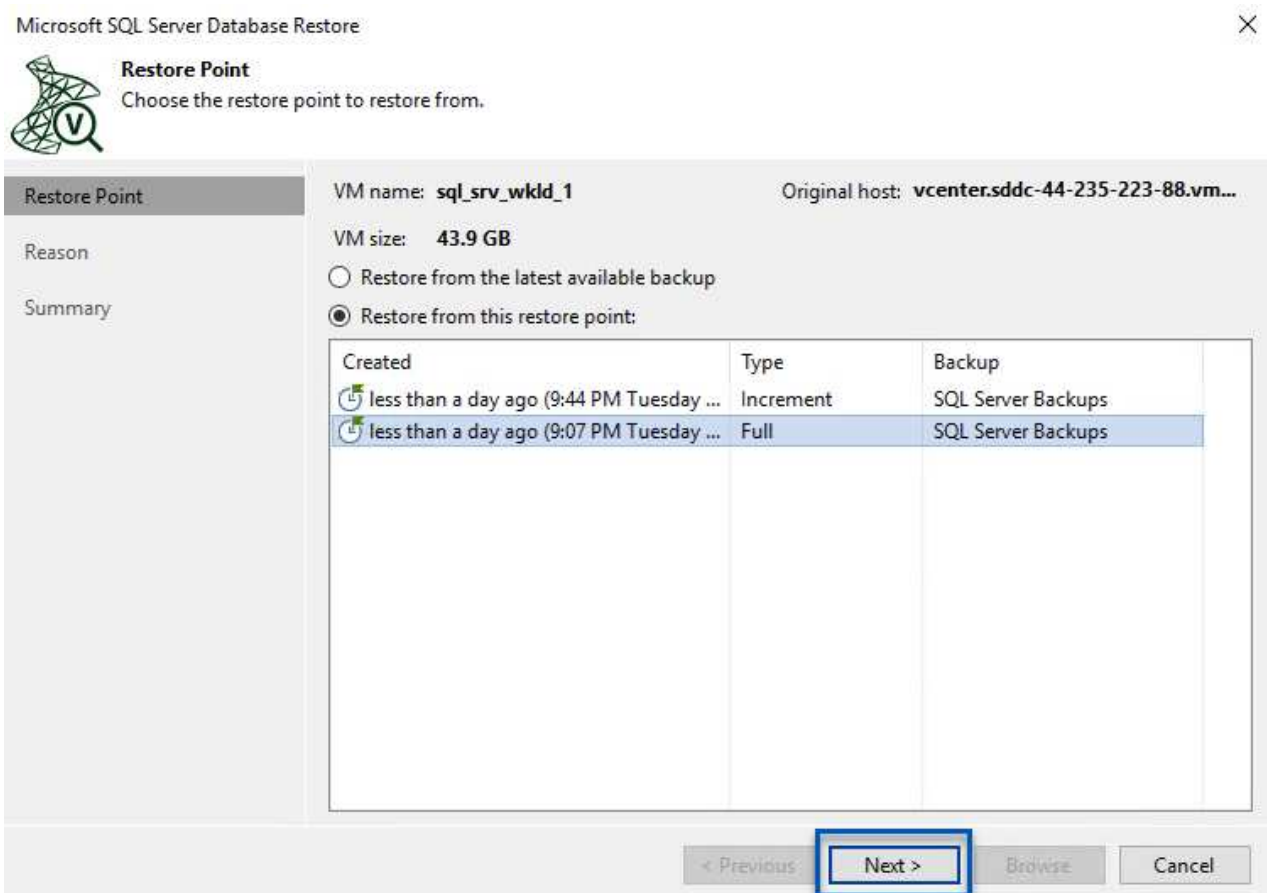 Microsoft SQL Server Database Restore
Restore Point
Choose the restore point to restore from.
Restore Point
Reason
Summary
VM name: sql_srv_wkld_1 Original host: vcenter.sddc-44-235-223-88.vm...
VM size: 43.9 GB
Restore from the latest available backup
Restore from this restore point:
Created Type Backup
less than a day ago (9:44 PM Tuesday ... Increment SQL Server Backups
less than a day ago (9:07 PM Tuesday ... Full SQL Server Backups
< Previous Next > Browse Cancel